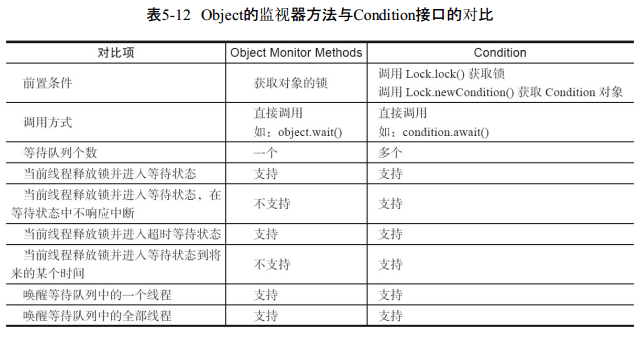 表5-12 Object的监视器方法与Condition接口的对比
对比项 Object Monitor Methods Condition
前置条件 获取对象的锁 调用 Lock.lock() 获取锁
调用 Lock.newCondition() 获取 Condition 对象
调用方式 直接调用 直接调用
如：object.wait() 如：condition.await()
等待队列个数 一个 多个
当前线程释放锁并进入等待状态 支持 支持
当前线程释放锁并进入等待状态，在 不支持 支持
等待状态中不响应中断
当前线程释放锁并进入超时等待状态 支持 支持
当前线程释放锁并进入等待状态到将 不支持 支持
来的某个时间
唤醒等待队列中的一个线程 支持 支持
唤醒等待队列中的全部线程 支持 支持